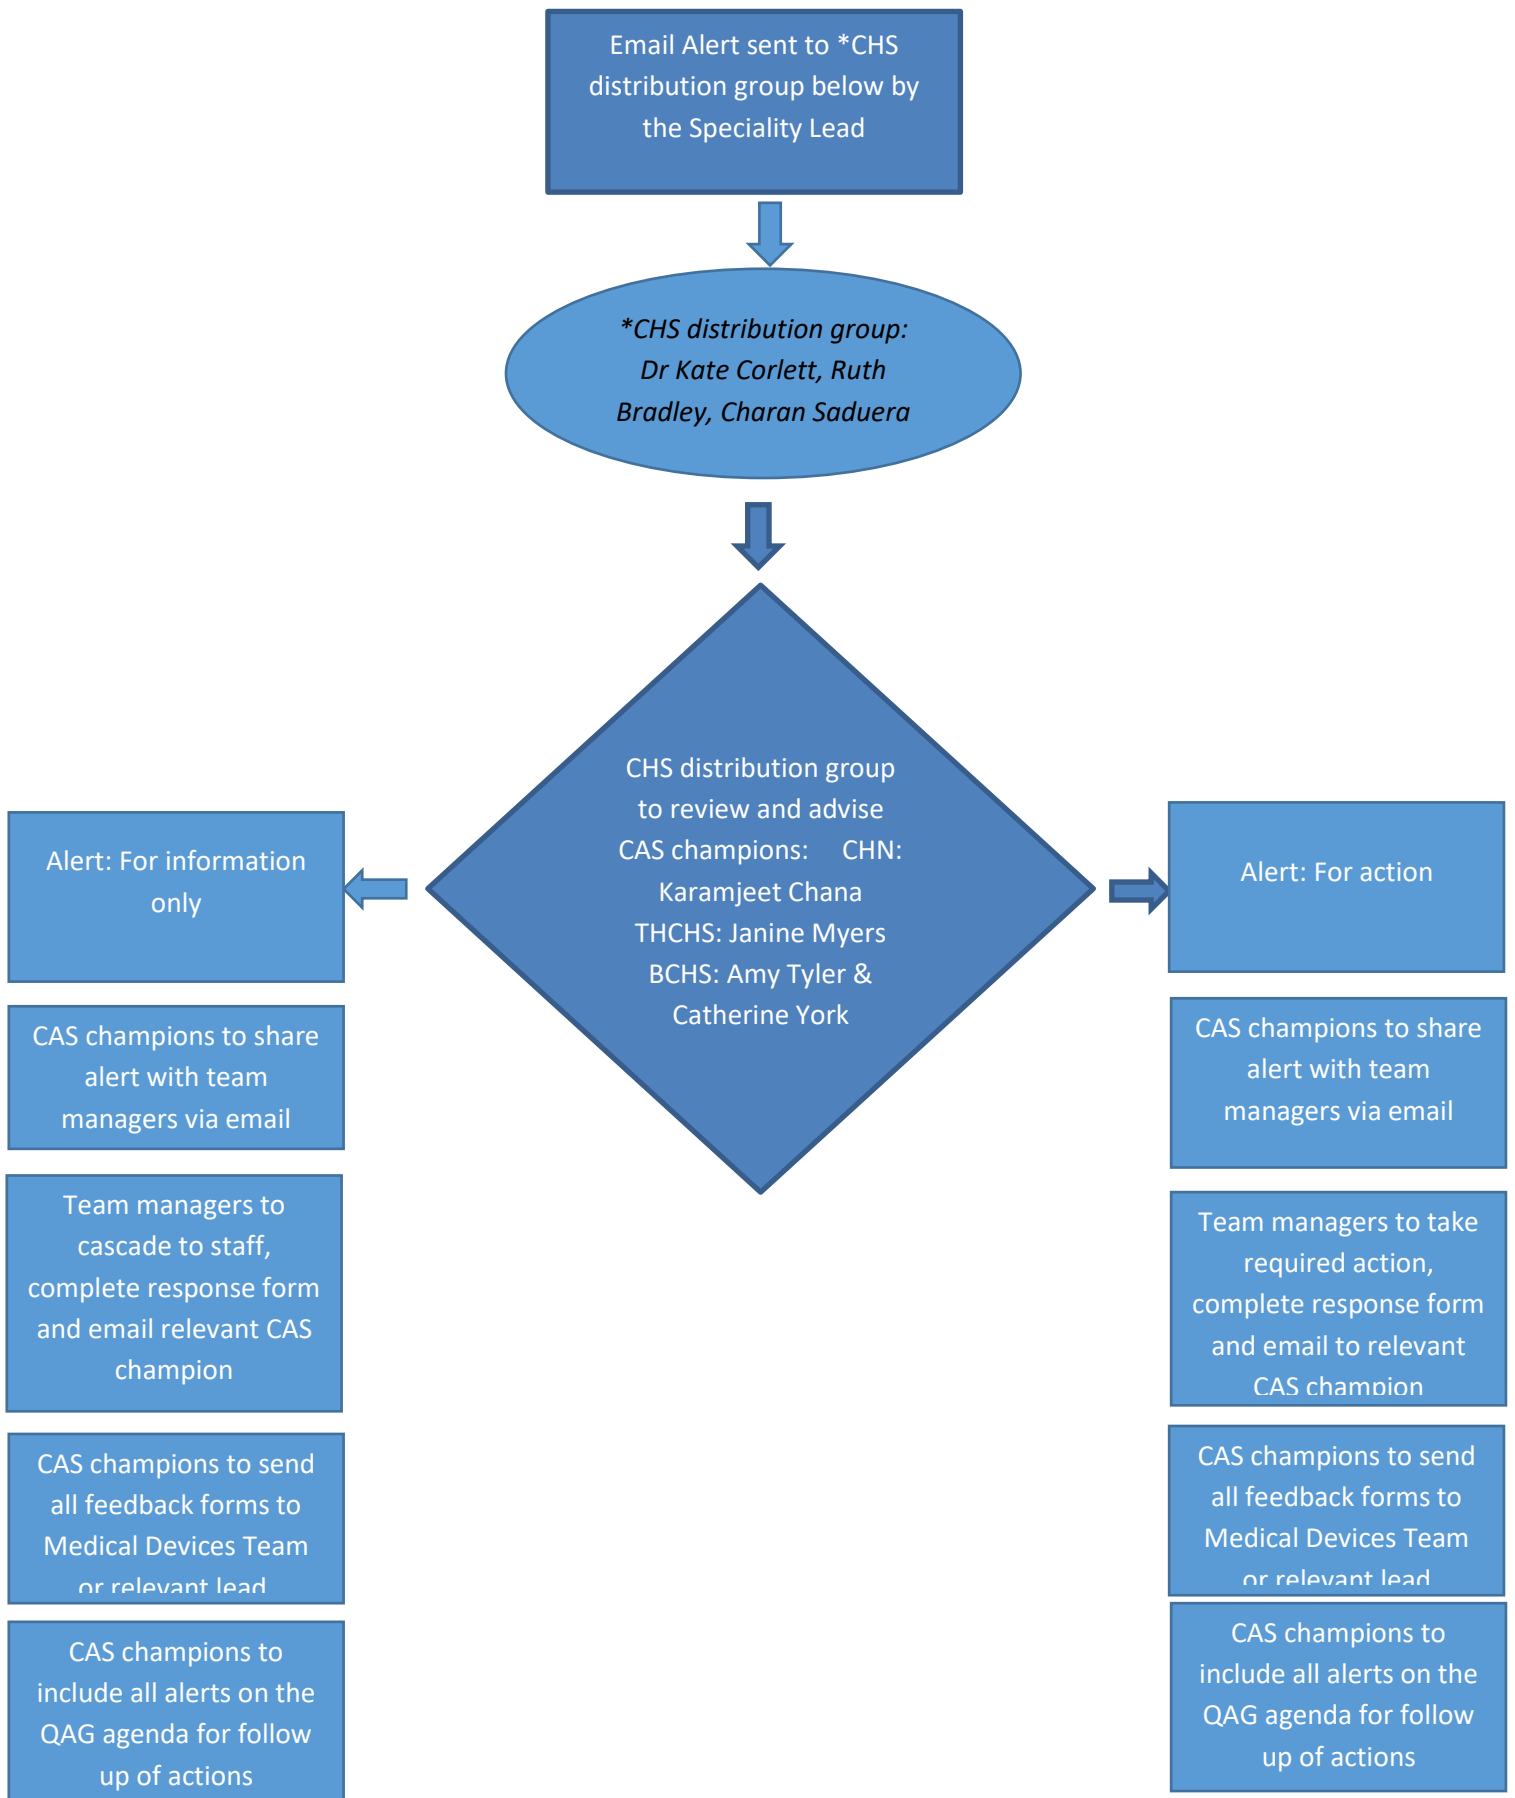 Email Alert sent to *CHS
distribution group below by
the Speciality Lead
*CHS distribution group:
Dr Kate Corlett, Ruth
Bradley, Charan Saduera
CHS distribution group
to review and advise
CAS champions: CHN:
Karamjeet Chana
THCHS: Janine Myers
BCHS: Amy Tyler &
Catherine York
Alert: For information
only
CAS champions to share
alert with team
managers via email
Team managers to
cascade to staff,
complete response form
and email relevant CAS
champion
CAS champions to send
all feedback forms to
Medical Devices Team
or relevant lead
CAS champions to
include all alerts on the
QAG agenda for follow
up of actions
Alert: For action
CAS champions to share
alert with team
managers via email
Team managers to take
required action,
complete response form
and email to relevant
CAS champion
CAS champions to send
all feedback forms to
Medical Devices Team
or relevant lead
CAS champions to
include all alerts on the
QAG agenda for follow
up of actions